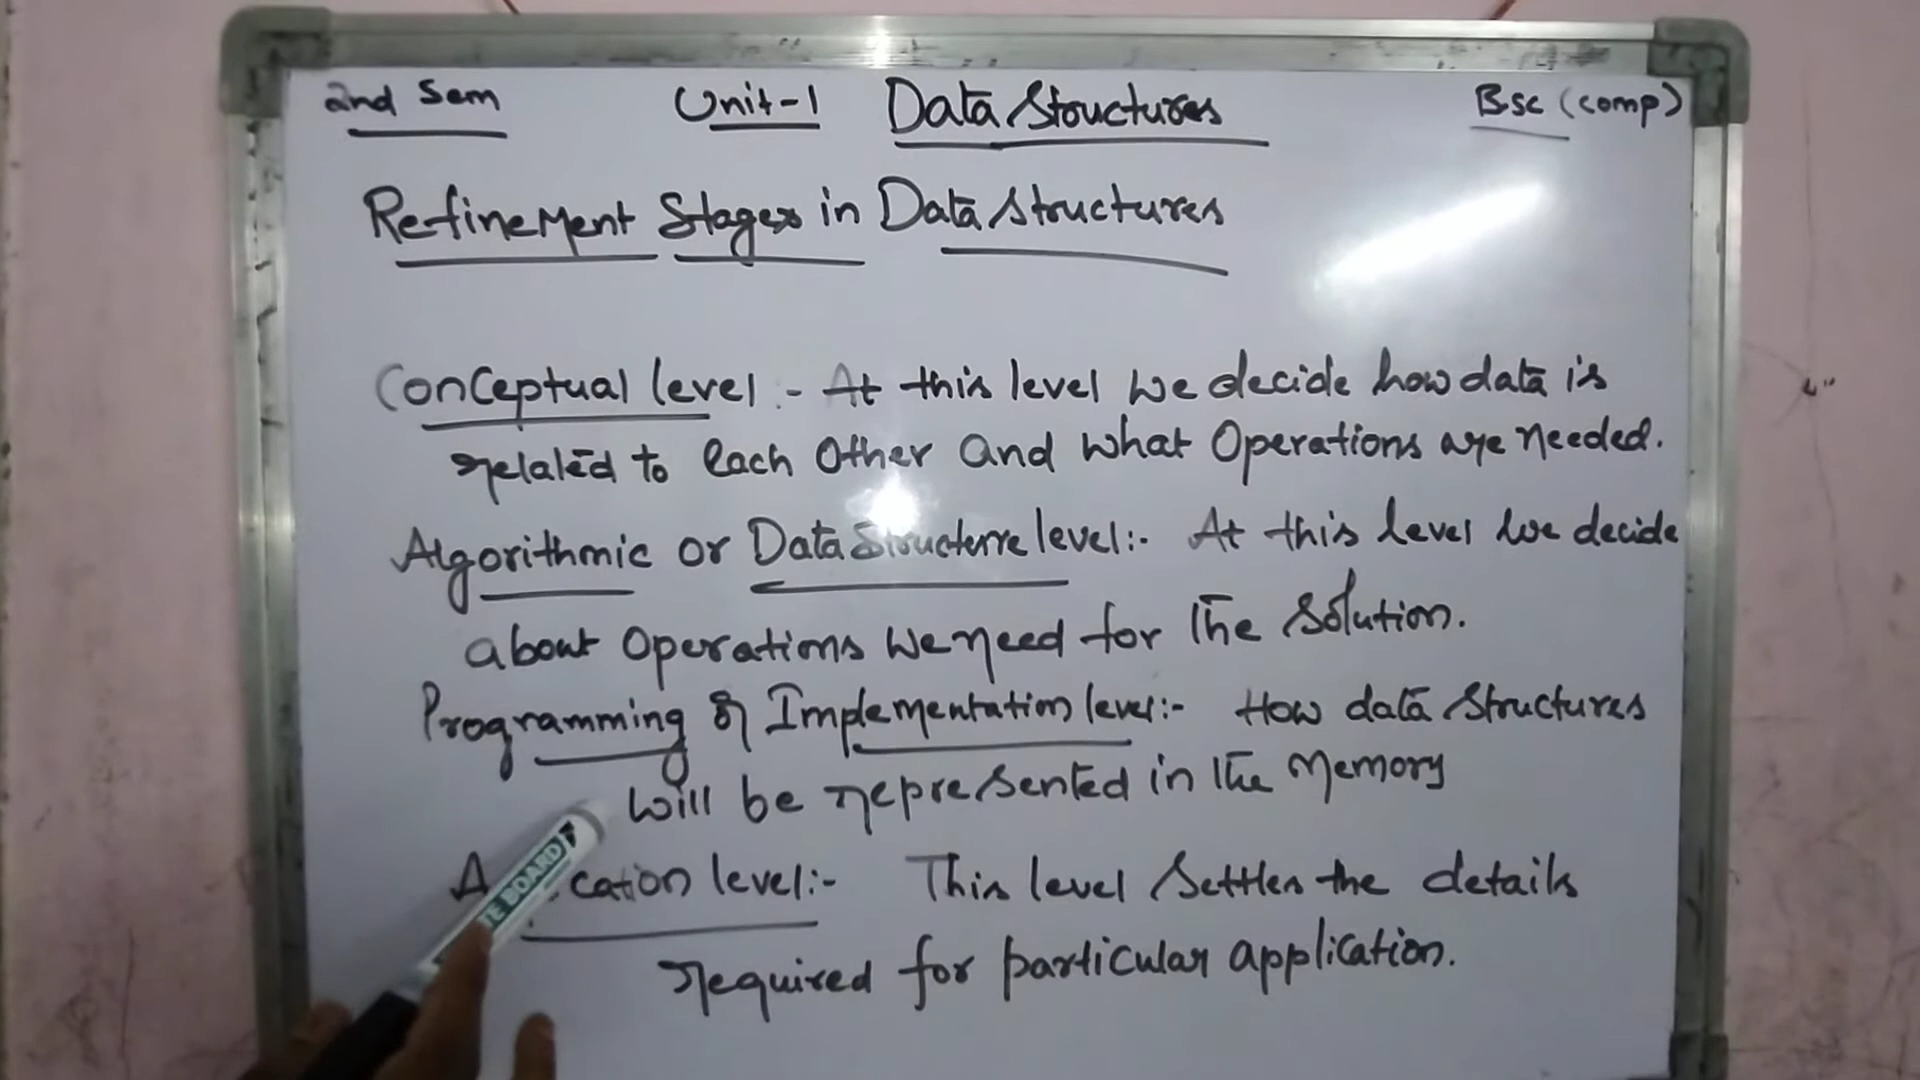 2nd Sem Unit-1 Data Structures Bsc (comp)
Refinement Stages in Data Structures
Conceptual level :- At this level we decide how data is
related to each other and what operations are needed.
Algorithmic or Data Structure level:- At this level we decide
about operations we need for the solution.
Programming or Implementation level:- How data structures
will be represented in the memory
level:- This level settles the details
required for particular application.
TE BOARD